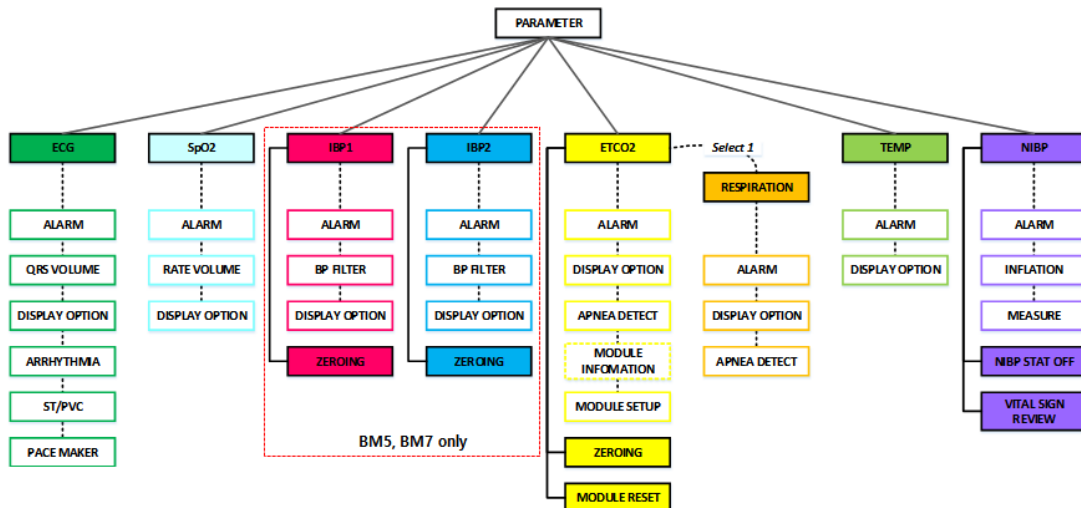 PARAMETER
ECG
SpO2
IBP1
IBP2
ETCO2
Select 1
TEMP
NIBP
RESPIRATION
ALARM
ALARM
ALARM
ALARM
ALARM
ALARM
ALARM
QRS VOLUME
RATE VOLUME
BP FILTER
BP FILTER
DISPLAY OPTION
ALARM
DISPLAY OPTION
INFLATION
DISPLAY OPTION
DISPLAY OPTION
DISPLAY OPTION
DISPLAY OPTION
APNEA DETECT
DISPLAY OPTION
MEASURE
ARRHYTHMIA
ZEROING
ZEROING
MODULE
INFOMATION
APNEA DETECT
NIBP STAT OFF
ST/PVC
MODULE SETUP
VITAL SIGN
REVIEW
BM5, BM7 only
PACE MAKER
ZEROING
MODULE RESET